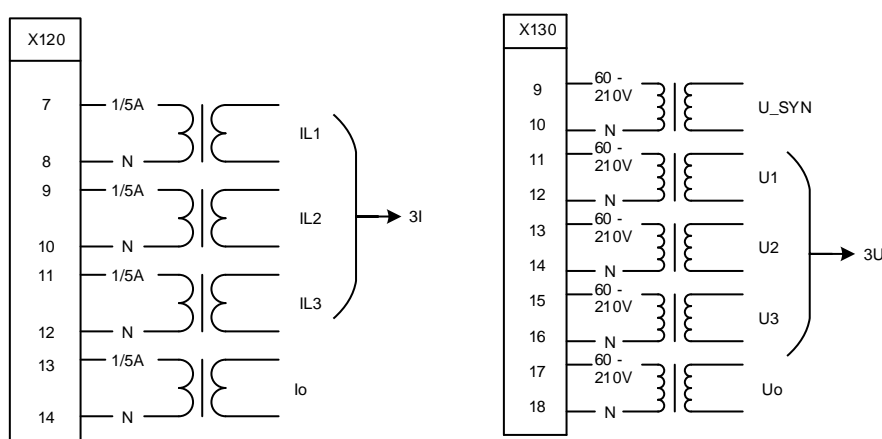 X120
7 1/5A
IL1
8 N
9 1/5A
IL2
10 N
11 1/5A
IL3
12 N
13 1/5A
Io
14 N
3I
X130
9 60 -
210V
U_SYN
10 N
11 60 -
210V
U1
12 N
13 60 -
210V
U2
14 N
15 60 -
210V
U3
16 N
17 60 -
210V
Uo
18 N
3U